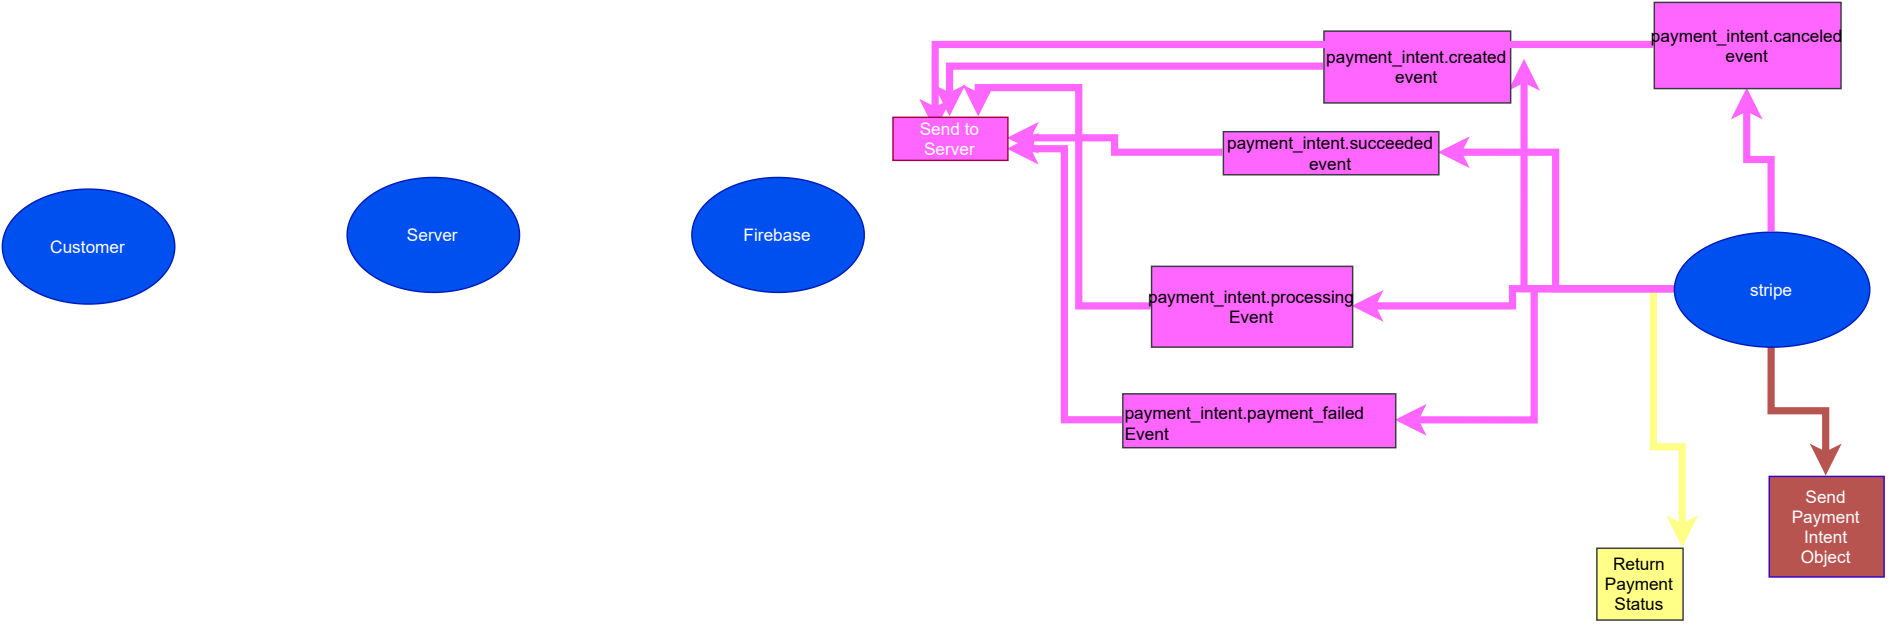 payment_intent.canceled
event
payment_intent.created
event
Send to
Server
payment_intent.succeeded
event
Customer
Server
Firebase
stripe
payment_intent.processing
Event
payment_intent.payment_failed
Event
Send
Payment
Intent
Object
Return
Payment
Status